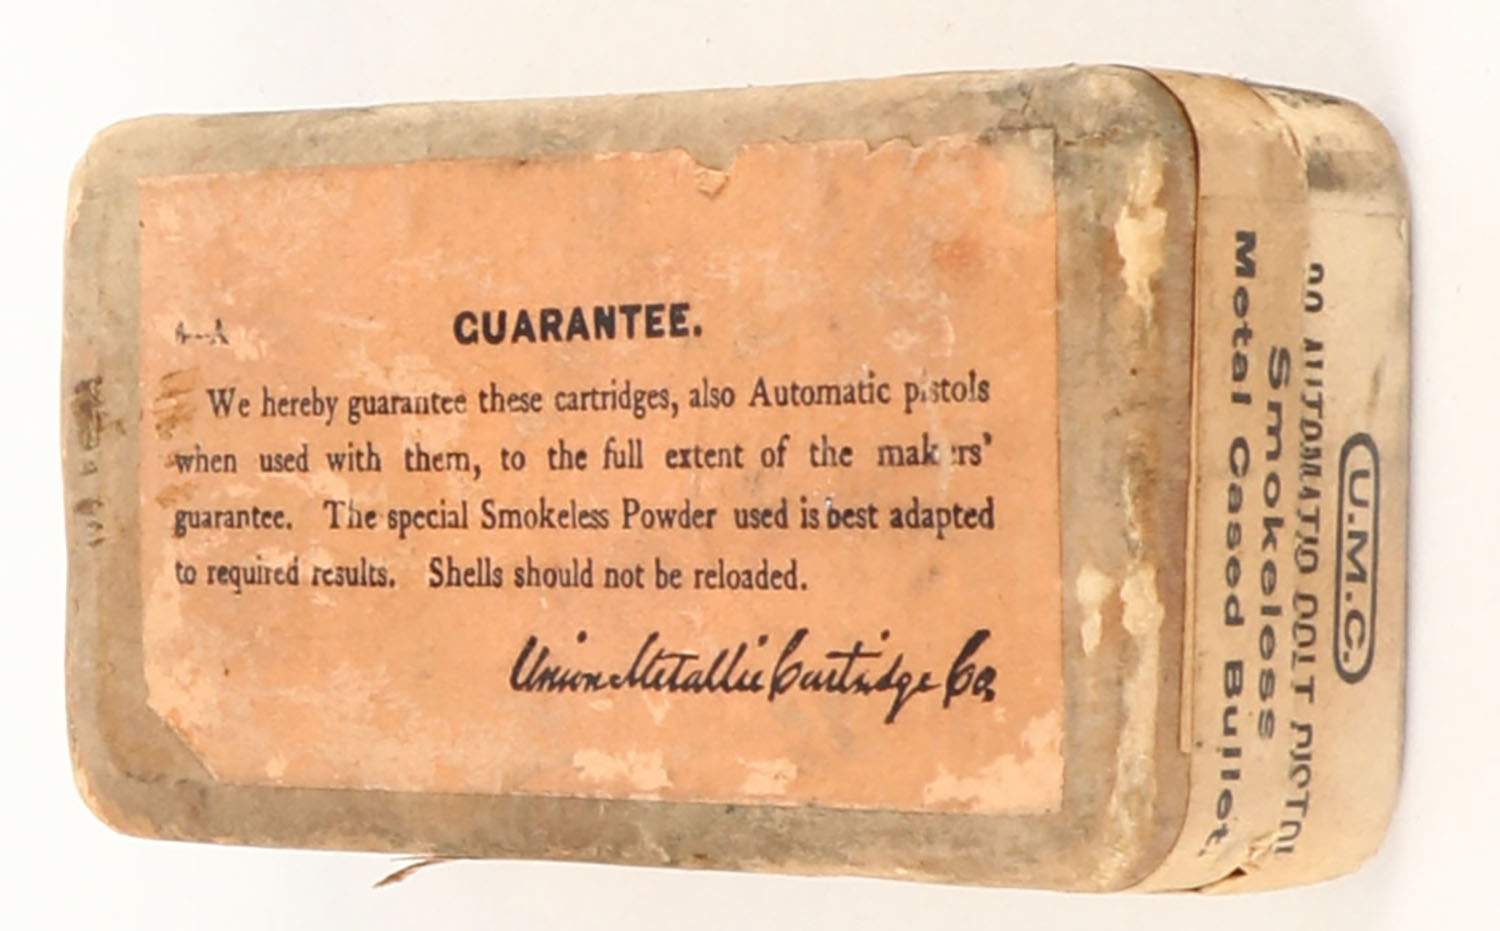 GUARANTEE.
We hereby guarantee these cartridges, also Automatic pistols
when used with them, to the full extent of the makers'
guarantee. The special Smokeless Powder used is best adapted
to required results. Shells should not be reloaded.
Union Metallic Cartridge Co.
U.M.C.
Smokeless
Metal Cased Bullet.